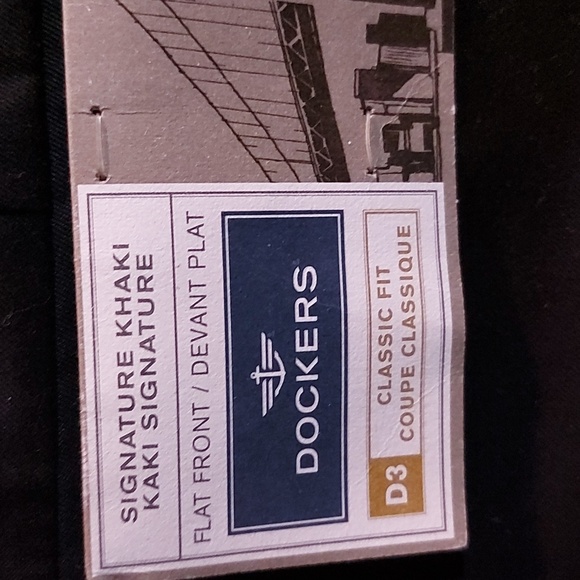 SIGNATURE KHAKI
KAKI SIGNATURE
FLAT FRONT / DEVANT PLAT
DOCKERS
D3
CLASSIC FIT
COUPE CLASSIQUE